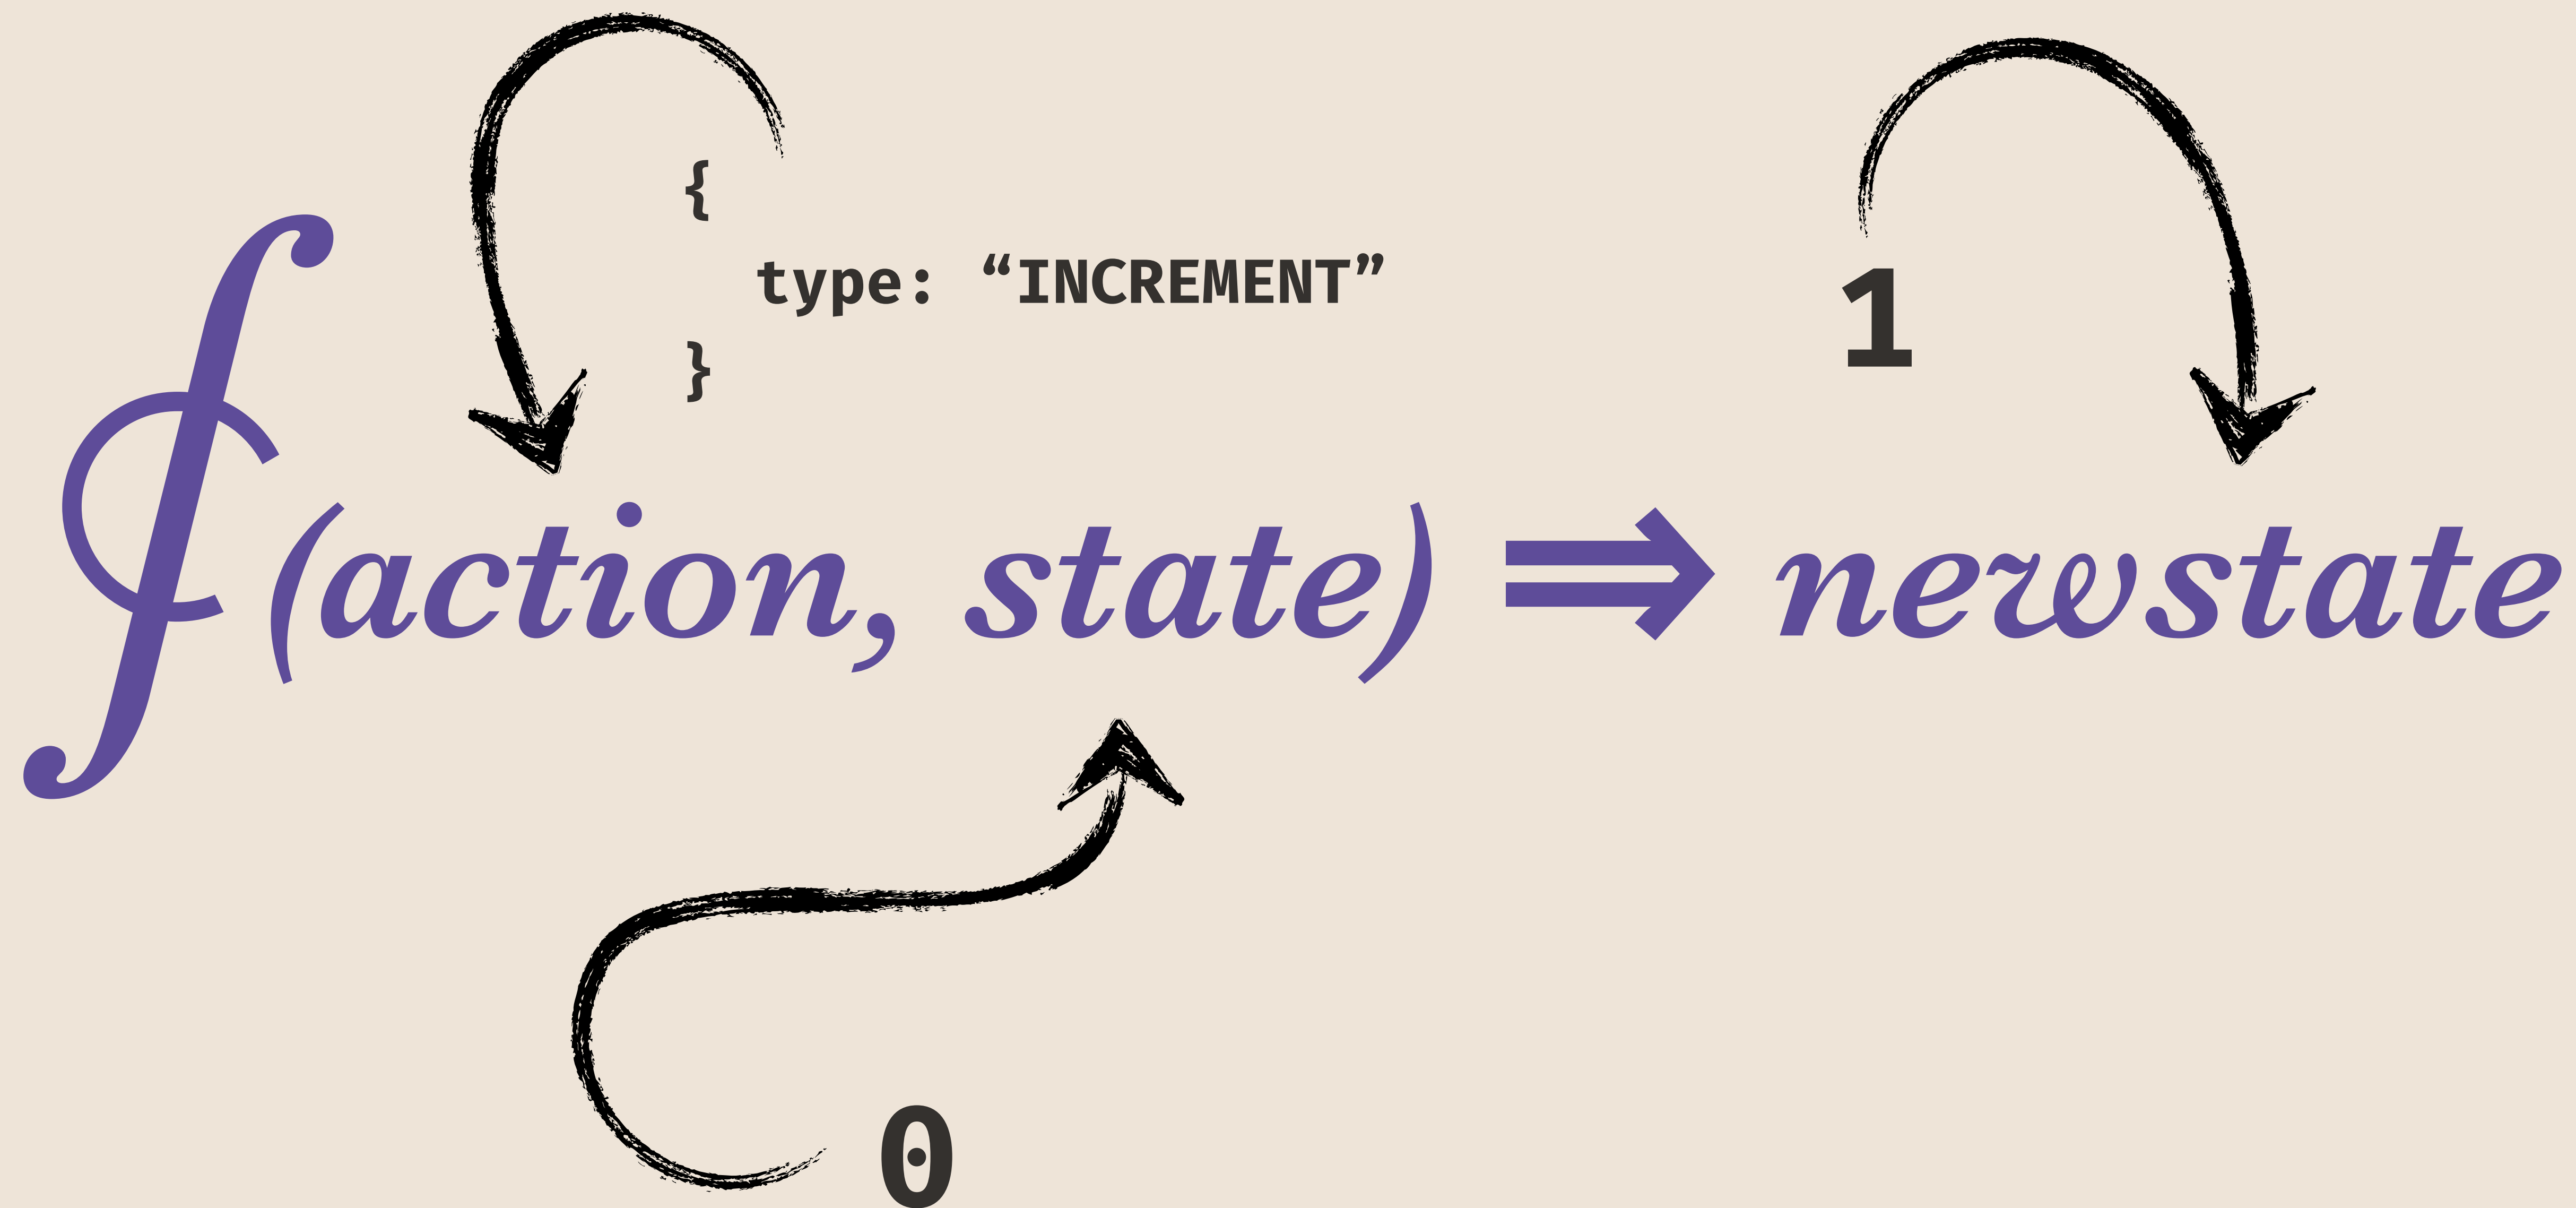 {
type: “INCREMENT”
}
1
∱(action, state) ⇒ newstate
0